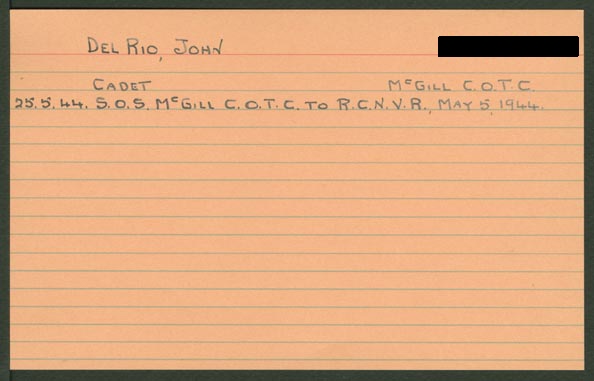 DEL RIO, JOHN
CADET McGILL C.O.T.C.
25.5.44. S.O.S. McGILL C.O.T.C. TO R.C.N.V.R., MAY 5, 1944.